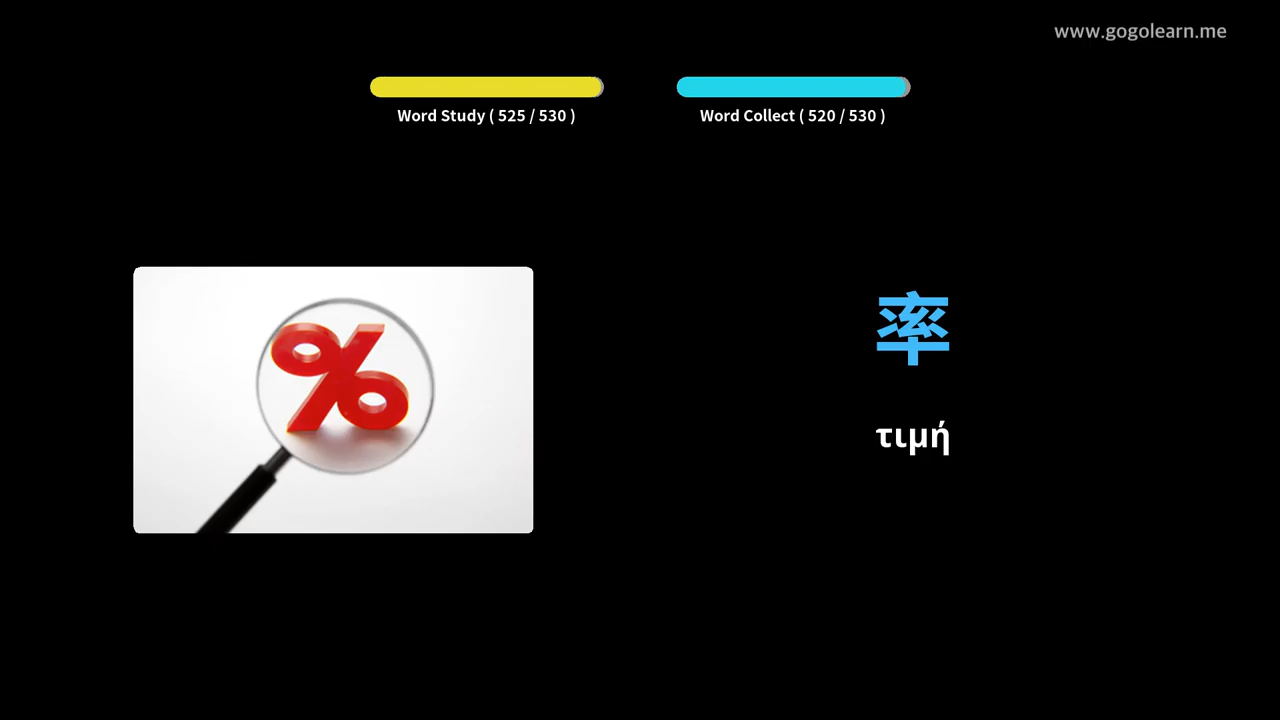 www.gogolearn.me
Word Study ( 525 / 530 )
Word Collect ( 520 / 530 )
%
率
τιμή